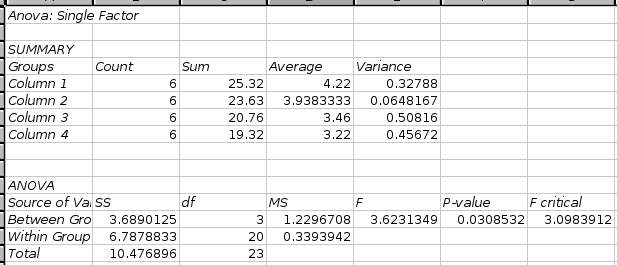 Anova: Single Factor
SUMMARY
Groups Count Sum Average Variance
Column 1 6 25.32 4.22 0.32788
Column 2 6 23.63 3.9383333 0.0648167
Column 3 6 20.76 3.46 0.50816
Column 4 6 19.32 3.22 0.45672
ANOVA
Source of Va SS df MS F P-value F critical
Between Gro 3.6890125 3 1.2296708 3.6231349 0.0308532 3.0983912
Within Group 6.7878833 20 0.3393942
Total 10.476896 23